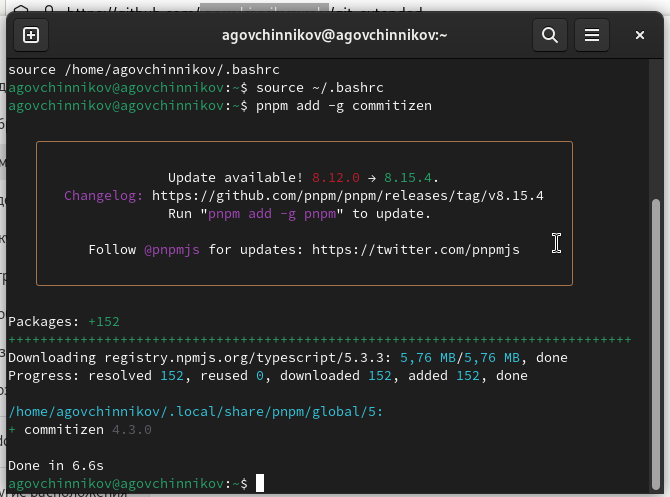 agovchinnikov@agovchinnikov:~
source /home/agovchinnikov/.bashrc
agovchinnikov@agovchinnikov:~$ source ~/.bashrc
agovchinnikov@agovchinnikov:~$ pnpm add -g commitizen
Update available! 8.12.0 → 8.15.4.
Changelog: https://github.com/pnpm/pnpm/releases/tag/v8.15.4
Run "pnpm add -g pnpm" to update.
Follow @pnpmjs for updates: https://twitter.com/pnpmjs
Packages: +152
++++++++++++++++++++++++++++++++++++++++++++++++++++++++++++++++++++++++++++++
Downloading registry.npmjs.org/typescript/5.3.3: 5,76 MB/5,76 MB, done
Progress: resolved 152, reused 0, downloaded 152, added 152, done
/home/agovchinnikov/.local/share/pnpm/global/5:
+ commitizen 4.3.0
Done in 6.6s
agovchinnikov@agovchinnikov:~$